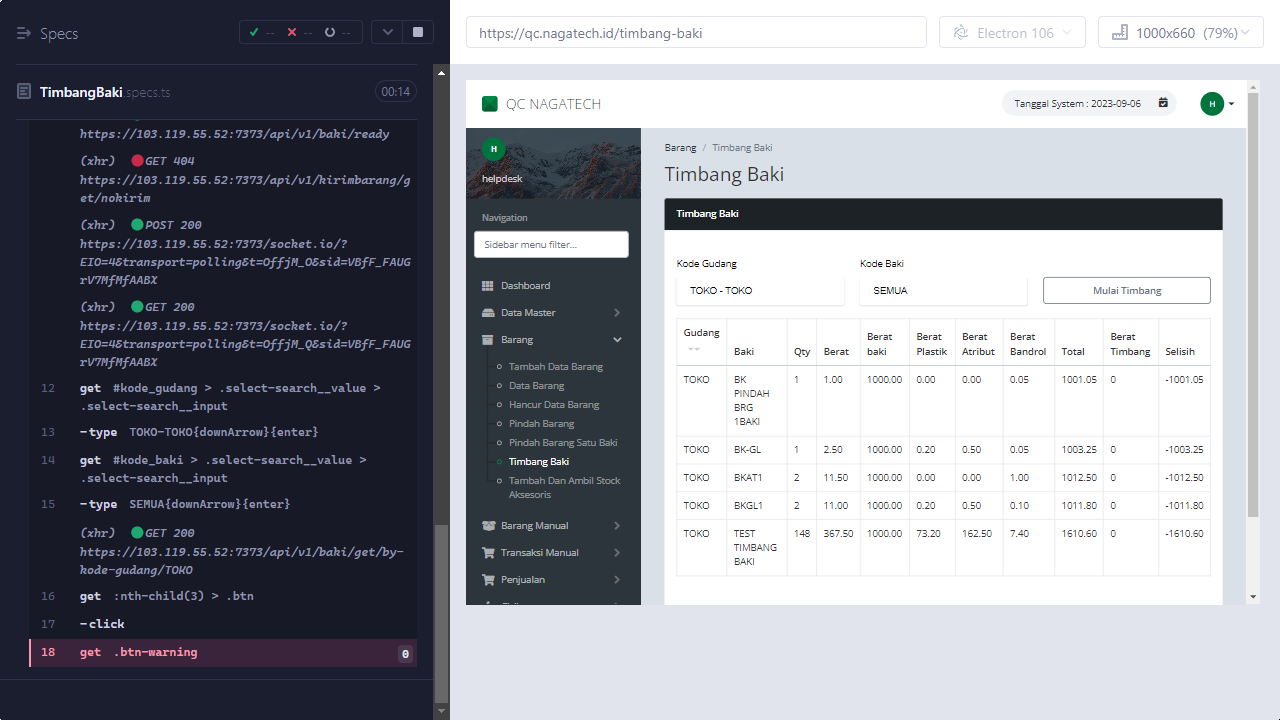 Specs
-- -- --
TimbangBaki.specs.ts
00:14
https://103.119.55.52:7373/api/v1/baki/ready
(xhr) GET 404
https://103.119.55.52:7373/api/v1/kirimbarang/g
et/nokirim
(xhr) POST 200
https://103.119.55.52:7373/socket.io/?
EIO=4&transport=polling&t=OffjM_O&sid=VBfF_FAUG
rV7MfMfAABX
(xhr) GET 200
https://103.119.55.52:7373/socket.io/?
EIO=4&transport=polling&t=OffjM_Q&sid=VBfF_FAUG
rV7MfMfAABX
12 get #kode_gudang > .select-search__value >
.select-search__input
13 -type TOKO-TOKO{downArrow}{enter}
14 get #kode_baki > .select-search__value >
.select-search__input
15 -type SEMUA{downArrow}{enter}
(xhr) GET 200
https://103.119.55.52:7373/api/v1/baki/get/by-
kode-gudang/TOKO
16 get :nth-child(3) > .btn
17 -click
18 get .btn-warning 0
https://qc.nagatech.id/timbang-baki
Electron 106
1000x660 (79%)
QC NAGATECH
Tanggal System : 2023-09-06
H
H
helpdesk
Navigation
Sidebar menu filter...
Dashboard
Data Master
Barang
Tambah Data Barang
Data Barang
Hancur Data Barang
Pindah Barang
Pindah Barang Satu Baki
Timbang Baki
Tambah Dan Ambil Stock
Aksesoris
Barang Manual
Transaksi Manual
Penjualan
Barang / Timbang Baki
Timbang Baki
Timbang Baki
Kode Gudang
Kode Baki
TOKO - TOKO
SEMUA
Mulai Timbang
Gudang Baki Qty Berat Berat baki Berat Plastik Berat Atribut Berat Bandrol Total Berat Timbang Selisih
TOKO BK PINDAH BRG 1BAKI 1 1.00 1000.00 0.00 0.00 0.05 1001.05 0 -1001.05
TOKO BK-GL 1 2.50 1000.00 0.20 0.50 0.05 1003.25 0 -1003.25
TOKO BKAT1 2 11.50 1000.00 0.00 0.00 1.00 1012.50 0 -1012.50
TOKO BKGL1 2 11.00 1000.00 0.20 0.50 0.10 1011.80 0 -1011.80
TOKO TEST TIMBANG BAKI 148 367.50 1000.00 73.20 162.50 7.40 1610.60 0 -1610.60